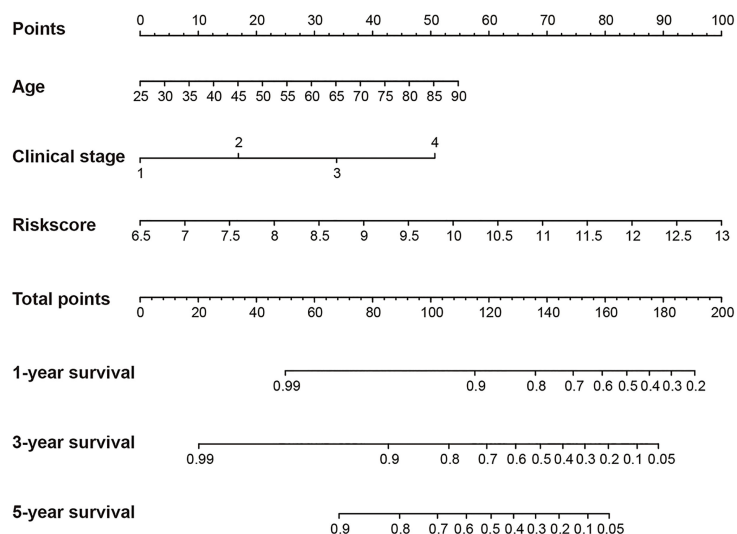 Points 0 10 20 30 40 50 60 70 80 90 100
Age
25 30 35 40 45 50 55 60 65 70 75 80 85 90
2 4
Clinical stage
1 3
Riskscore
6.5 7 7.5 8 8.5 9 9.5 10 10.5 11 11.5 12 12.5 13
Total points
0 20 40 60 80 100 120 140 160 180 200
1-year survival
0.99 0.9 0.8 0.7 0.6 0.5 0.4 0.3 0.2
3-year survival
0.99 0.9 0.8 0.7 0.6 0.5 0.4 0.3 0.2 0.1 0.05
5-year survival
0.9 0.8 0.7 0.6 0.5 0.4 0.3 0.2 0.1 0.05